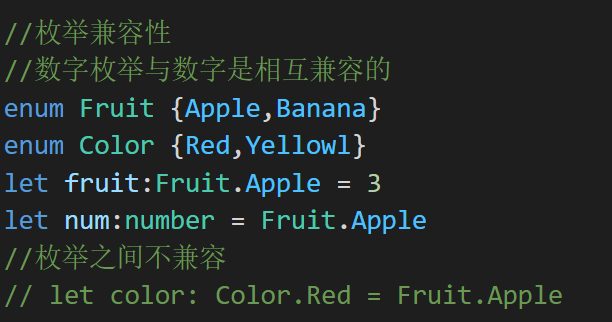 //枚举兼容性
//数字枚举与数字是相互兼容的
enum Fruit {Apple,Banana}
enum Color {Red,Yellowl}
let fruit:Fruit.Apple = 3
let num:number = Fruit.Apple
//枚举之间不兼容
// let color: Color.Red = Fruit.Apple